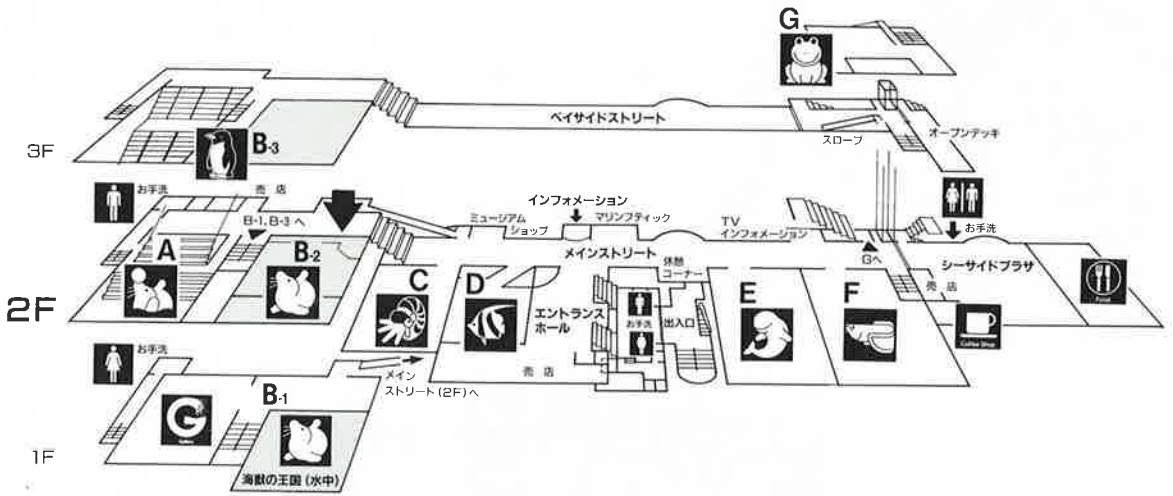 G
ベイサイドストリート
スロープ
オープンデッキ
3F
B-3
お手洗
売店
B-1, B-3 へ
インフォメーション
ミュージアム
ショップ
マリンブティック
TV
インフォメーション
お手洗
メインストリート
Gへ
シーサイドプラザ
休憩
コーナー
売店
A
B-2
C
D
エントランス
ホール
お手洗
出入口
E
F
Food
Coffee Shop
2F
お手洗
売店
メイン
ストリート(2F)へ
B-1
G
1F
海獣の王国(水中)